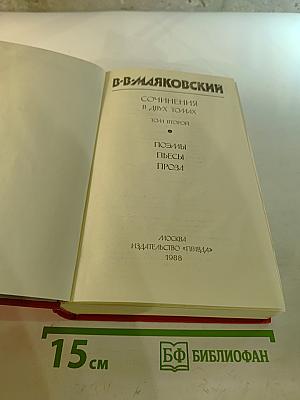 В·В·МАЯКОВСКИЙ
СОЧИНЕНИЯ
В ДВУХ ТОМАХ
ТОМ ВТОРОЙ
ПОЭМЫ
ПЬЕСЫ
ПРОЗА
МОСКВА
ИЗДАТЕЛЬСТВО «ПРАВДА»
1988
15 см
БФ БИБЛИОФАН